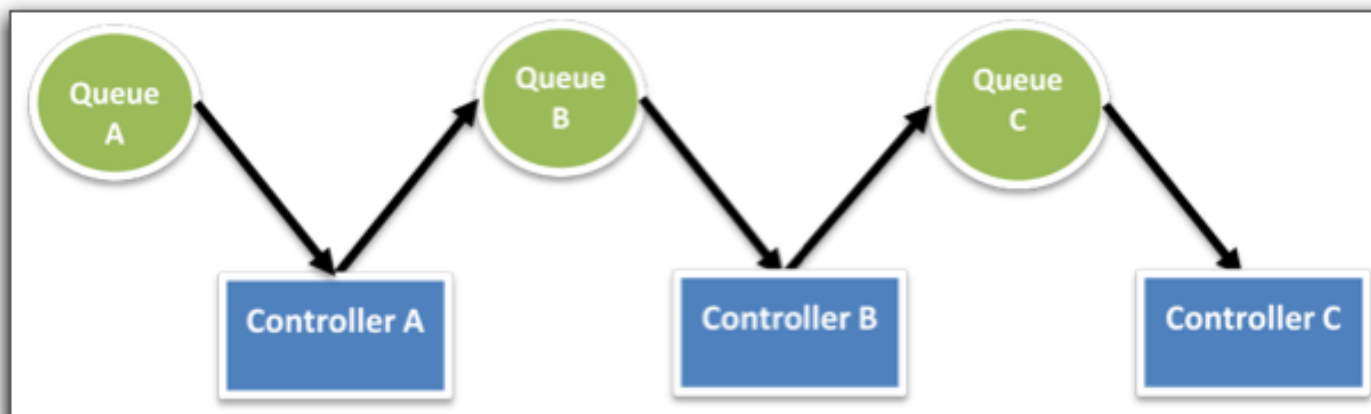 Queue
A
Queue
B
Queue
C
Controller A
Controller B
Controller C